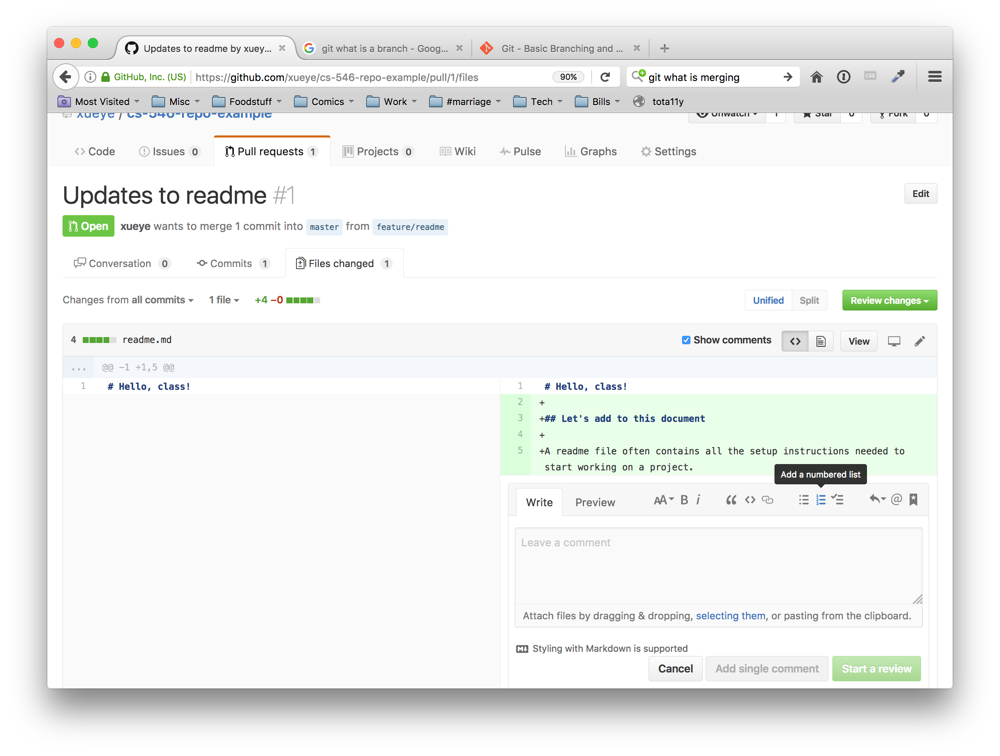 Updates to readme by xuey...
git what is a branch - Goog...
Git - Basic Branching and ...
GitHub, Inc. (US) https://github.com/xueye/cs-546-repo-example/pull/1/files 90% git what is merging CSS
Most Visited Misc Foodstuff Comics Work #marriage Tech Bills tota11y
xueye / cs-546-repo-example Unwatch 1 Star 0 Fork 0
Code Issues 0 Pull requests 1 Projects 0 Wiki Pulse Graphs Settings
Updates to readme #1 Edit
Open xueye wants to merge 1 commit into master from feature/readme
Conversation 0 Commits 1 Files changed 1
Changes from all commits 1 file +4 −0 Unified Split Review changes
4 readme.md Show comments <> View
... @@ −1 +1,5 @@
1 # Hello, class! 1 # Hello, class!
2 +
3 +## Let's add to this document
4 +
5 +A readme file often contains all the setup instructions needed to
start working on a project.
Add a numbered list
Write Preview AA B i “ <> @
Leave a comment
Attach files by dragging & dropping, selecting them, or pasting from the clipboard.
Styling with Markdown is supported
Cancel Add single comment Start a review